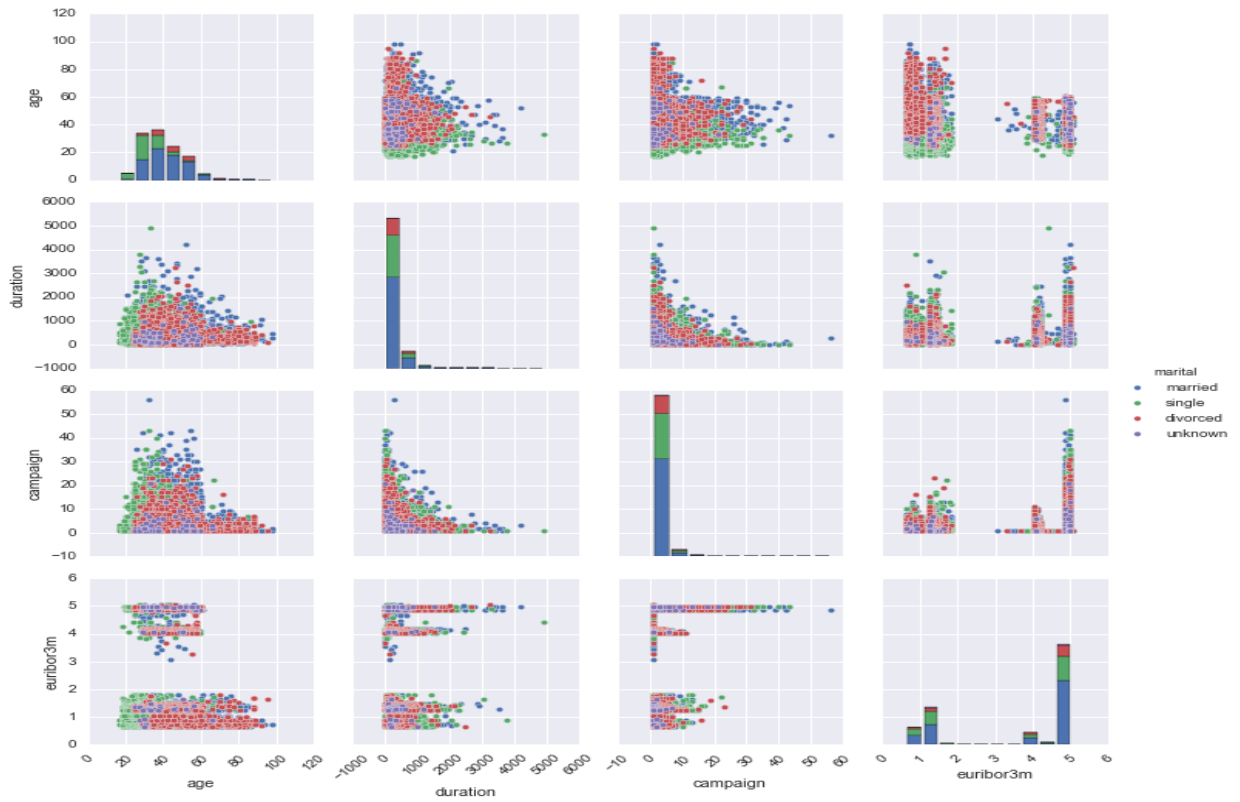 120
100
80
60
40
20
0
age
6000
5000
4000
3000
2000
1000
0
−1000
duration
60
50
40
30
20
10
0
−10
campaign
6
5
4
3
2
1
0
euribor3m
0 20 40 60 80 100 120
age
−1000 0 1000 2000 3000 4000 5000 6000
duration
−10 0 10 20 30 40 50 60
campaign
0 1 2 3 4 5 6
euribor3m
marital
married
single
divorced
unknown